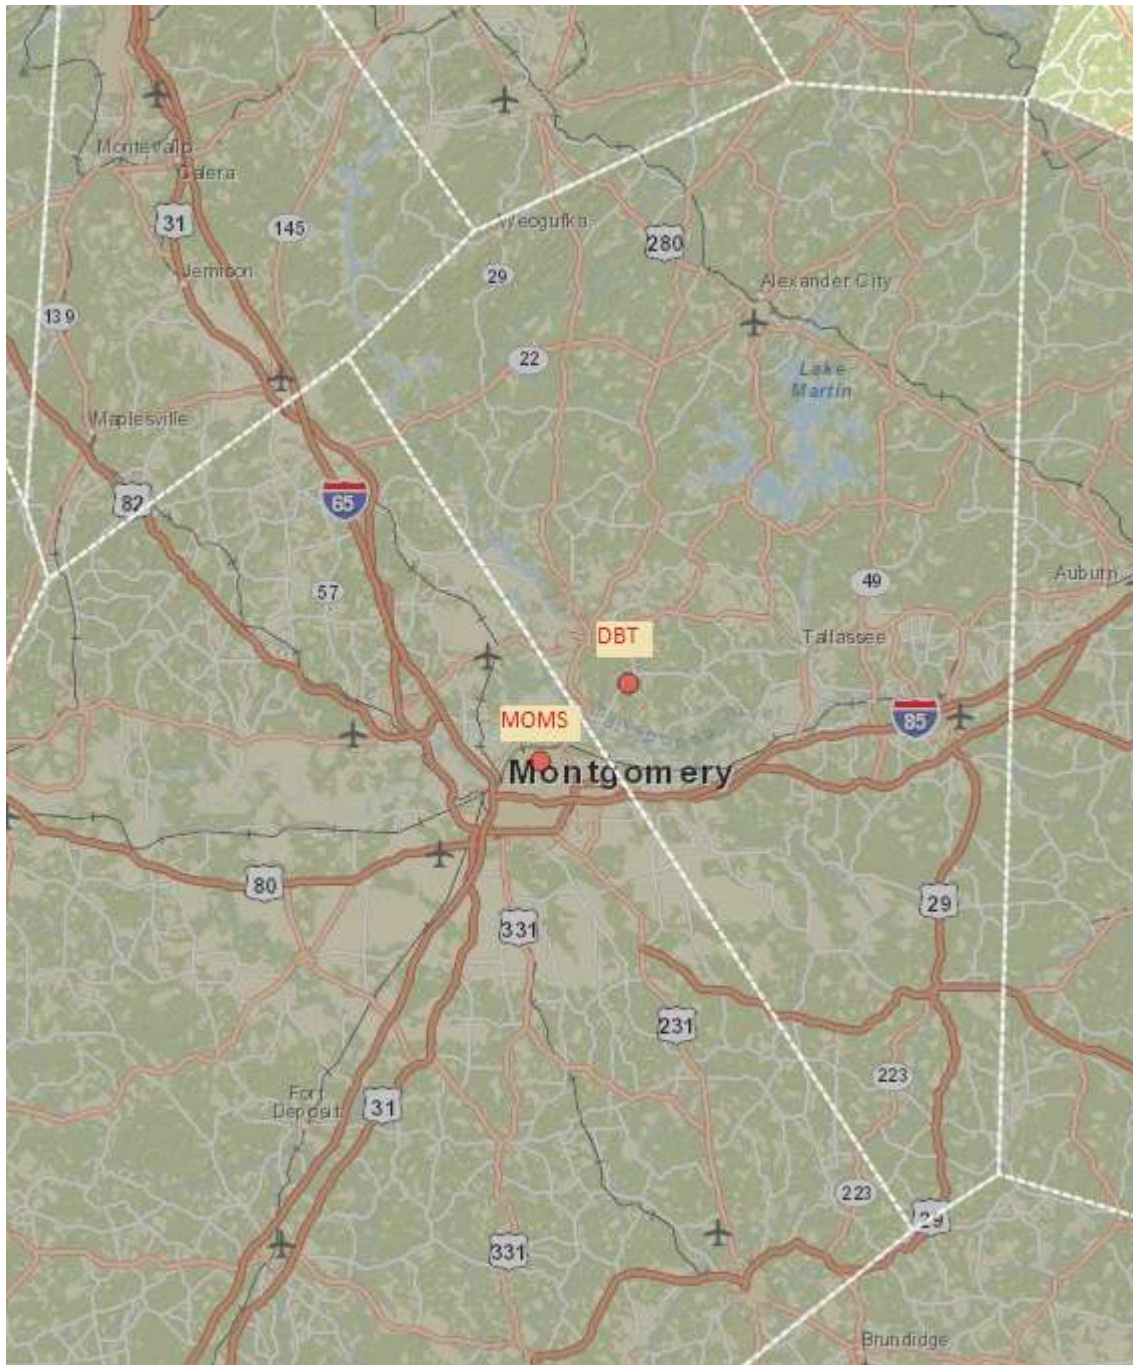 Montevallo
Calera
31
145
Weogufka
280
29
Jemison
Alexander City
139
22
Lake
Martin
Maplesville
82
65
57
49
Auburn
DBT
Tallassee
MOMS
85
Montgomery
80
29
331
231
223
Fort
Deposit
31
223
29
331
Brundidge